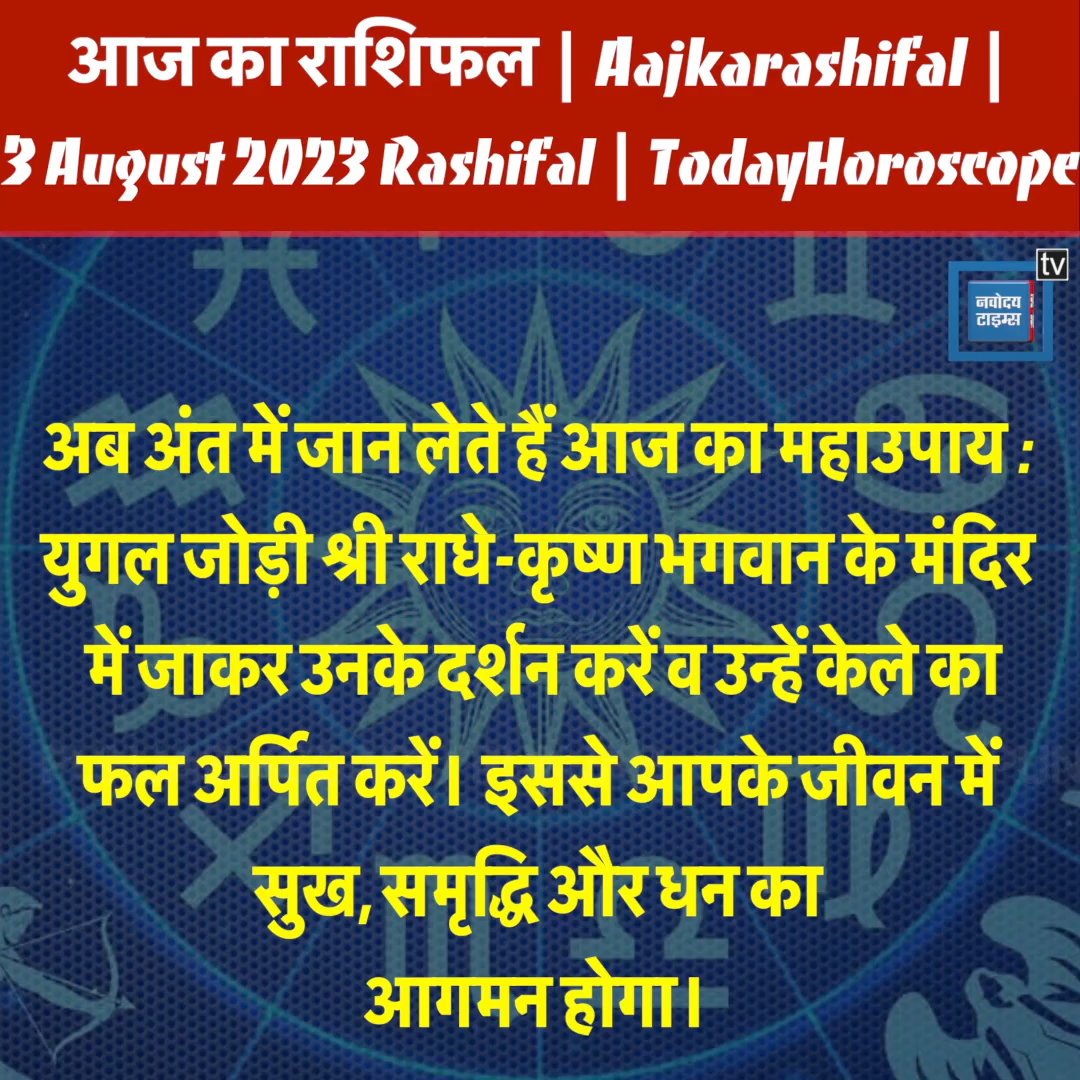 आज का राशिफल | Aajkarashifal |
3 August 2023 Rashifal | TodayHoroscope
tv
नवोदय
टाइम्स
अब अंत में जान लेते हैं आज का महाउपाय :
युगल जोड़ी श्री राधे-कृष्ण भगवान के मंदिर
में जाकर उनके दर्शन करें व उन्हें केले का
फल अर्पित करें। इससे आपके जीवन में
सुख, समृद्धि और धन का
आगमन होगा।